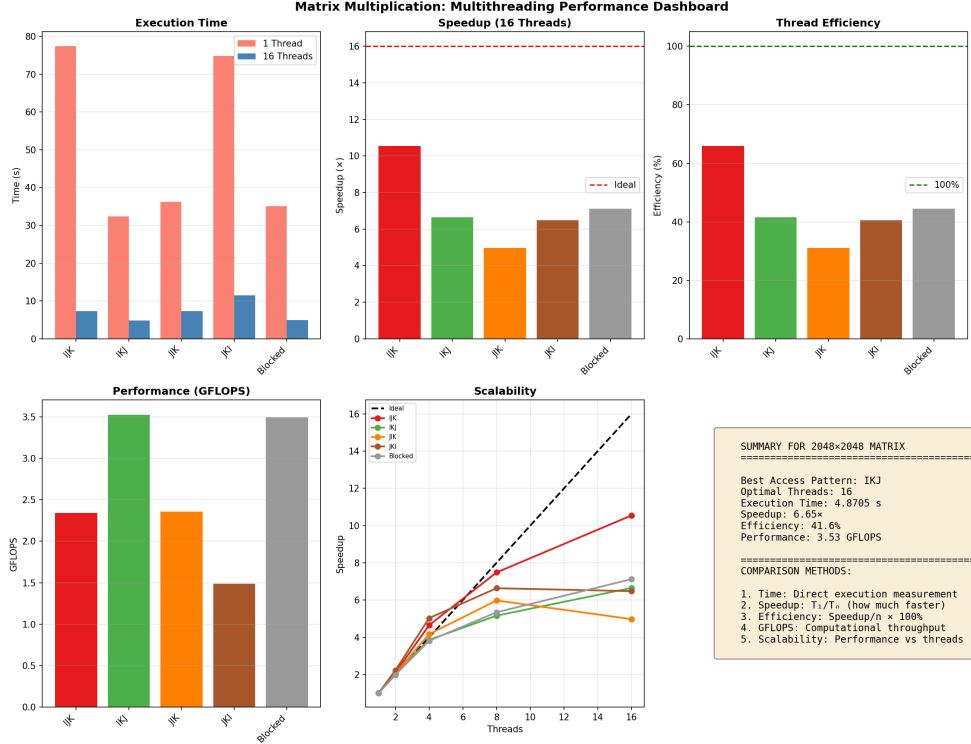 Matrix Multiplication: Multithreading Performance Dashboard
Execution Time
80
70
60
50
40
30
20
10
0
Time (s)
1 Thread
16 Threads
IJK
IKJ
JIK
JKI
Blocked
Speedup (16 Threads)
16
14
12
10
8
6
4
2
0
Speedup (×)
Ideal
IJK
IKJ
JIK
JKI
Blocked
Thread Efficiency
100
80
60
40
20
0
Efficiency (%)
100%
IJK
IKJ
JIK
JKI
Blocked
Performance (GFLOPS)
3.5
3.0
2.5
2.0
1.5
1.0
0.5
0.0
GFLOPS
IJK
IKJ
JIK
JKI
Blocked
Scalability
16
14
12
10
8
6
4
2
Speedup
Ideal
IJK
IKJ
JIK
JKI
Blocked
2
4
6
8
10
12
14
16
Threads
SUMMARY FOR 2048×2048 MATRIX
=======================================
Best Access Pattern: IKJ
Optimal Threads: 16
Execution Time: 4.8705 s
Speedup: 6.65×
Efficiency: 41.6%
Performance: 3.53 GFLOPS
=======================================
COMPARISON METHODS:
1. Time: Direct execution measurement
2. Speedup: T₁/Tₙ (how much faster)
3. Efficiency: Speedup/n × 100%
4. GFLOPS: Computational throughput
5. Scalability: Performance vs threads